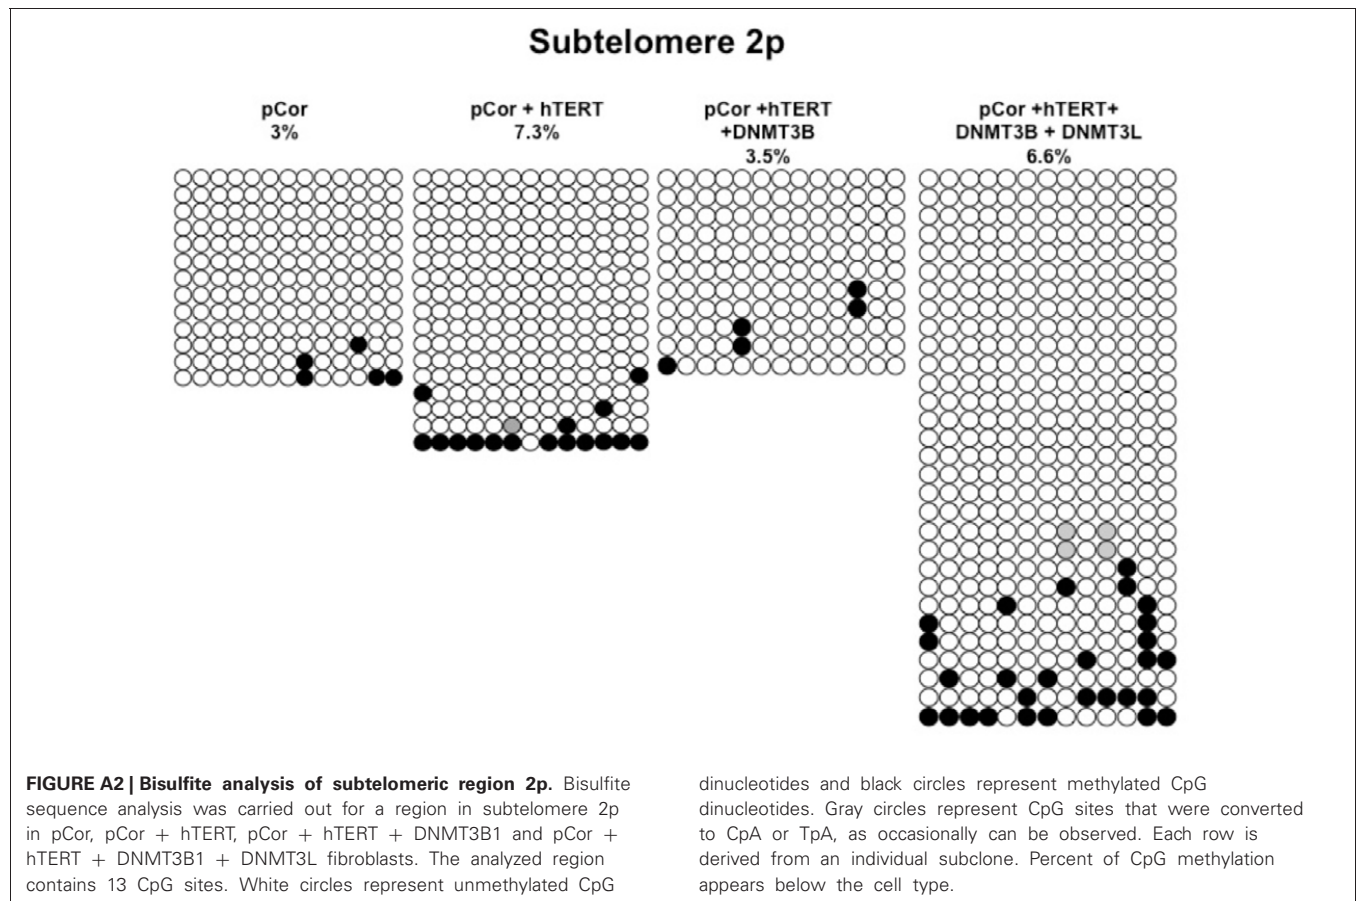 Subtelomere 2p
pCor
3%
pCor + hTERT
7.3%
pCor +hTERT
+DNMT3B
3.5%
pCor +hTERT+
DNMT3B + DNMT3L
6.6%
FIGURE A2 | Bisulfite analysis of subtelomeric region 2p. Bisulfite
sequence analysis was carried out for a region in subtelomere 2p
in pCor, pCor + hTERT, pCor + hTERT + DNMT3B1 and pCor +
hTERT + DNMT3B1 + DNMT3L fibroblasts. The analyzed region
contains 13 CpG sites. White circles represent unmethylated CpG
dinucleotides and black circles represent methylated CpG
dinucleotides. Gray circles represent CpG sites that were converted
to CpA or TpA, as occasionally can be observed. Each row is
derived from an individual subclone. Percent of CpG methylation
appears below the cell type.